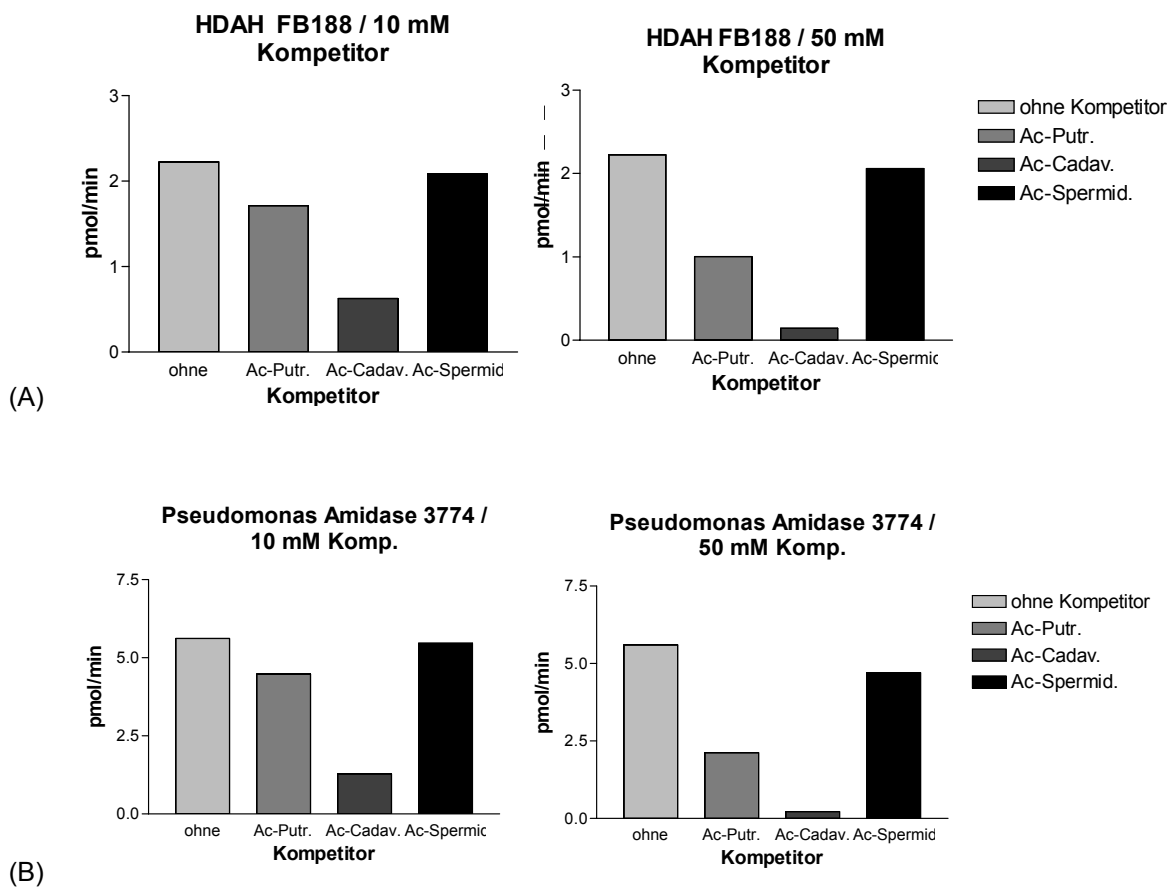 HDAH FB188 / 10 mM
Kompetitor
3
2
1
0
pmol/min
ohne Ac-Putr. Ac-Cadav. Ac-Spermid
Kompetitor
HDAH FB188 / 50 mM
Kompetitor
3
2
1
0
pmol/min
ohne Ac-Putr. Ac-Cadav. Ac-Spermid
Kompetitor
ohne Kompetitor
Ac-Putr.
Ac-Cadav.
Ac-Spermid.
(A)
Pseudomonas Amidase 3774 /
10 mM Komp.
7.5
5.0
2.5
0.0
pmol/min
ohne Ac-Putr. Ac-Cadav. Ac-Spermic
Kompetitor
Pseudomonas Amidase 3774 /
50 mM Komp.
7.5
5.0
2.5
0.0
pmol/min
ohne Ac-Putr. Ac-Cadav. Ac-Spermid
Kompetitor
ohne Kompetitor
Ac-Putr.
Ac-Cadav.
Ac-Spermid.
(B)